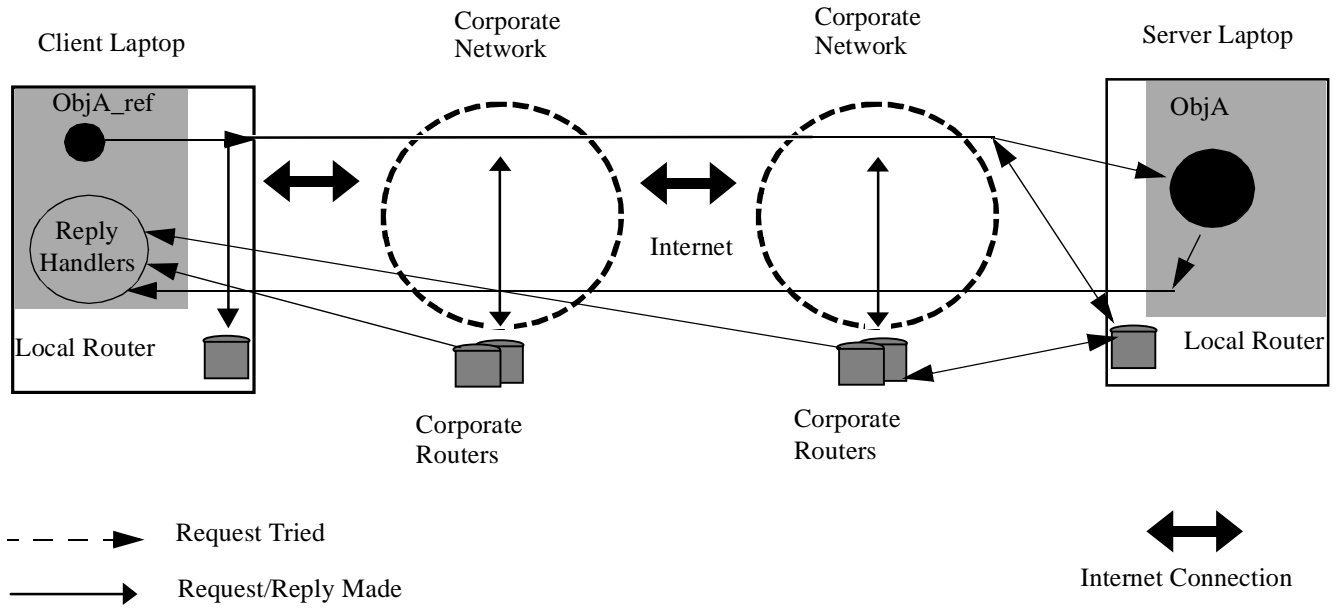 Client Laptop
Corporate
Network
Corporate
Network
Server Laptop
ObjA_ref
ObjA
Reply
Handlers
Internet
Local Router
Local Router
Corporate
Routers
Corporate
Routers
Request Tried
Request/Reply Made
Internet Connection